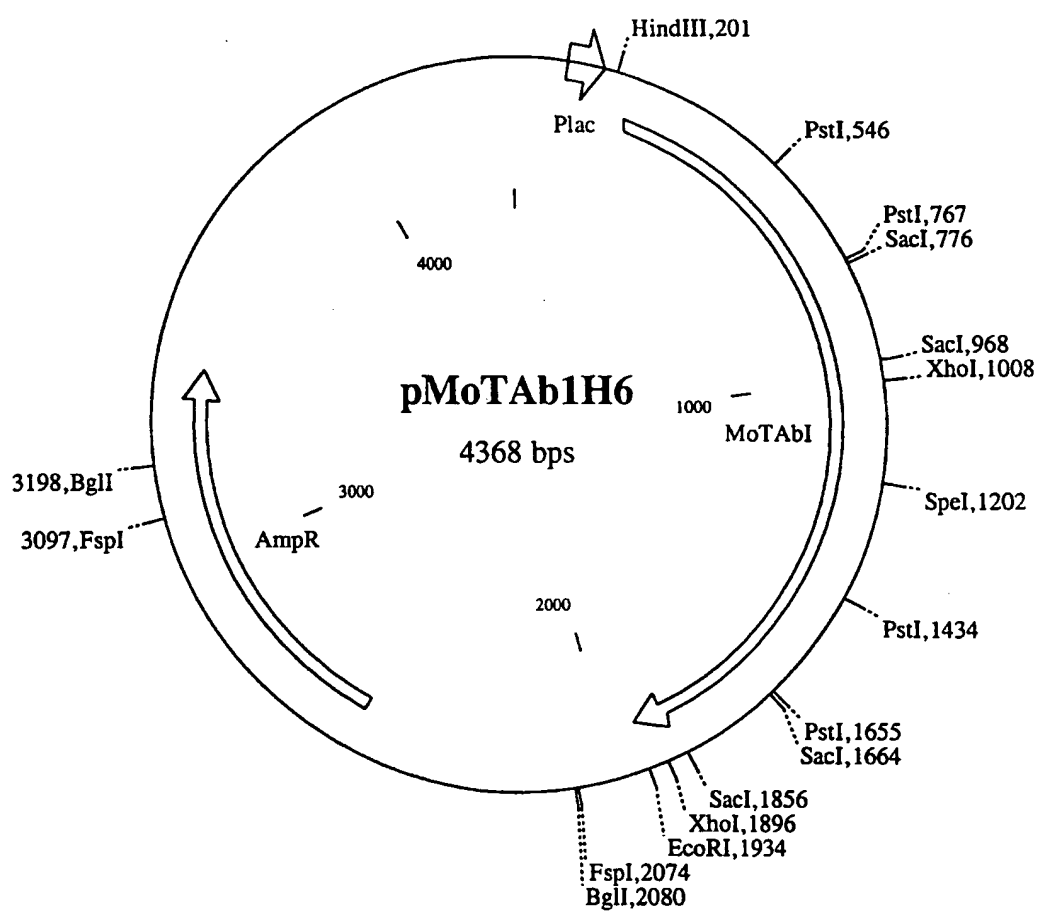 HindIII,201
Plac
PstI,546
PstI,767
SacI,776
4000
SacI,968
XhoI,1008
pMoTAb1H6
4368 bps
1000
MoTAbI
3198,BglI
3097,FspI
3000
AmpR
SpeI,1202
2000
PstI,1434
PstI,1655
SacI,1664
SacI,1856
XhoI,1896
EcoRI,1934
FspI,2074
BglI,2080